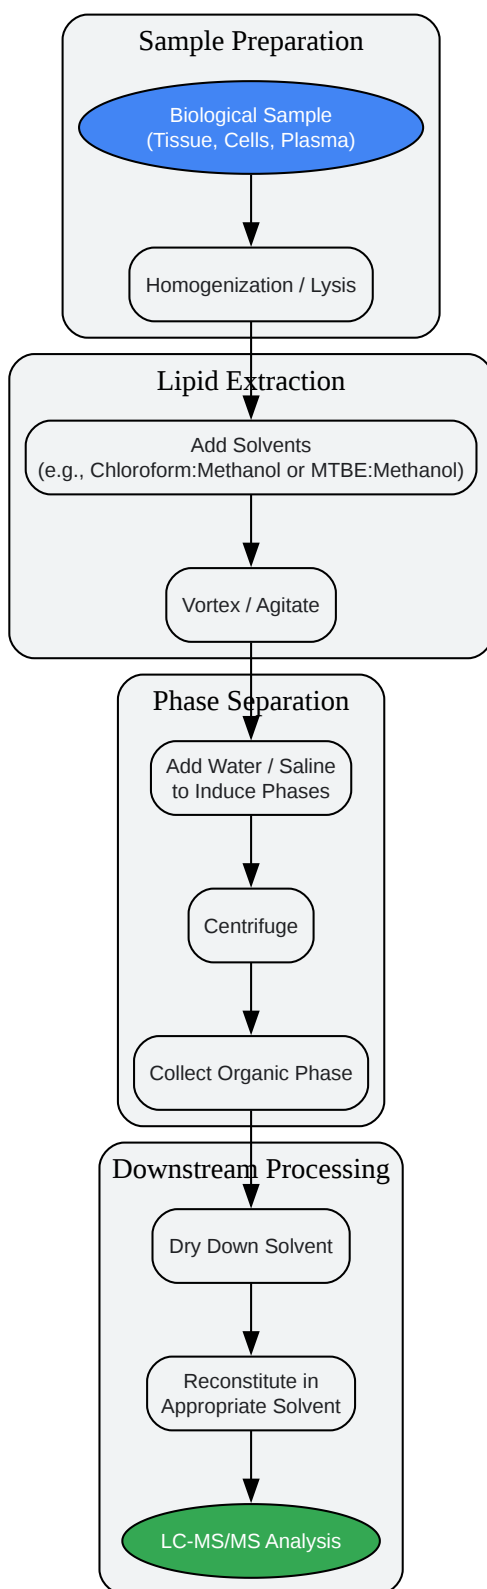 Sample Preparation
Biological Sample
(Tissue, Cells, Plasma)
Homogenization / Lysis
Lipid Extraction
Add Solvents
(e.g., Chloroform:Methanol or MTBE:Methanol)
Vortex / Agitate
Phase Separation
Add Water / Saline
to Induce Phases
Centrifuge
Collect Organic Phase
Downstream Processing
Dry Down Solvent
Reconstitute in
Appropriate Solvent
LC-MS/MS Analysis